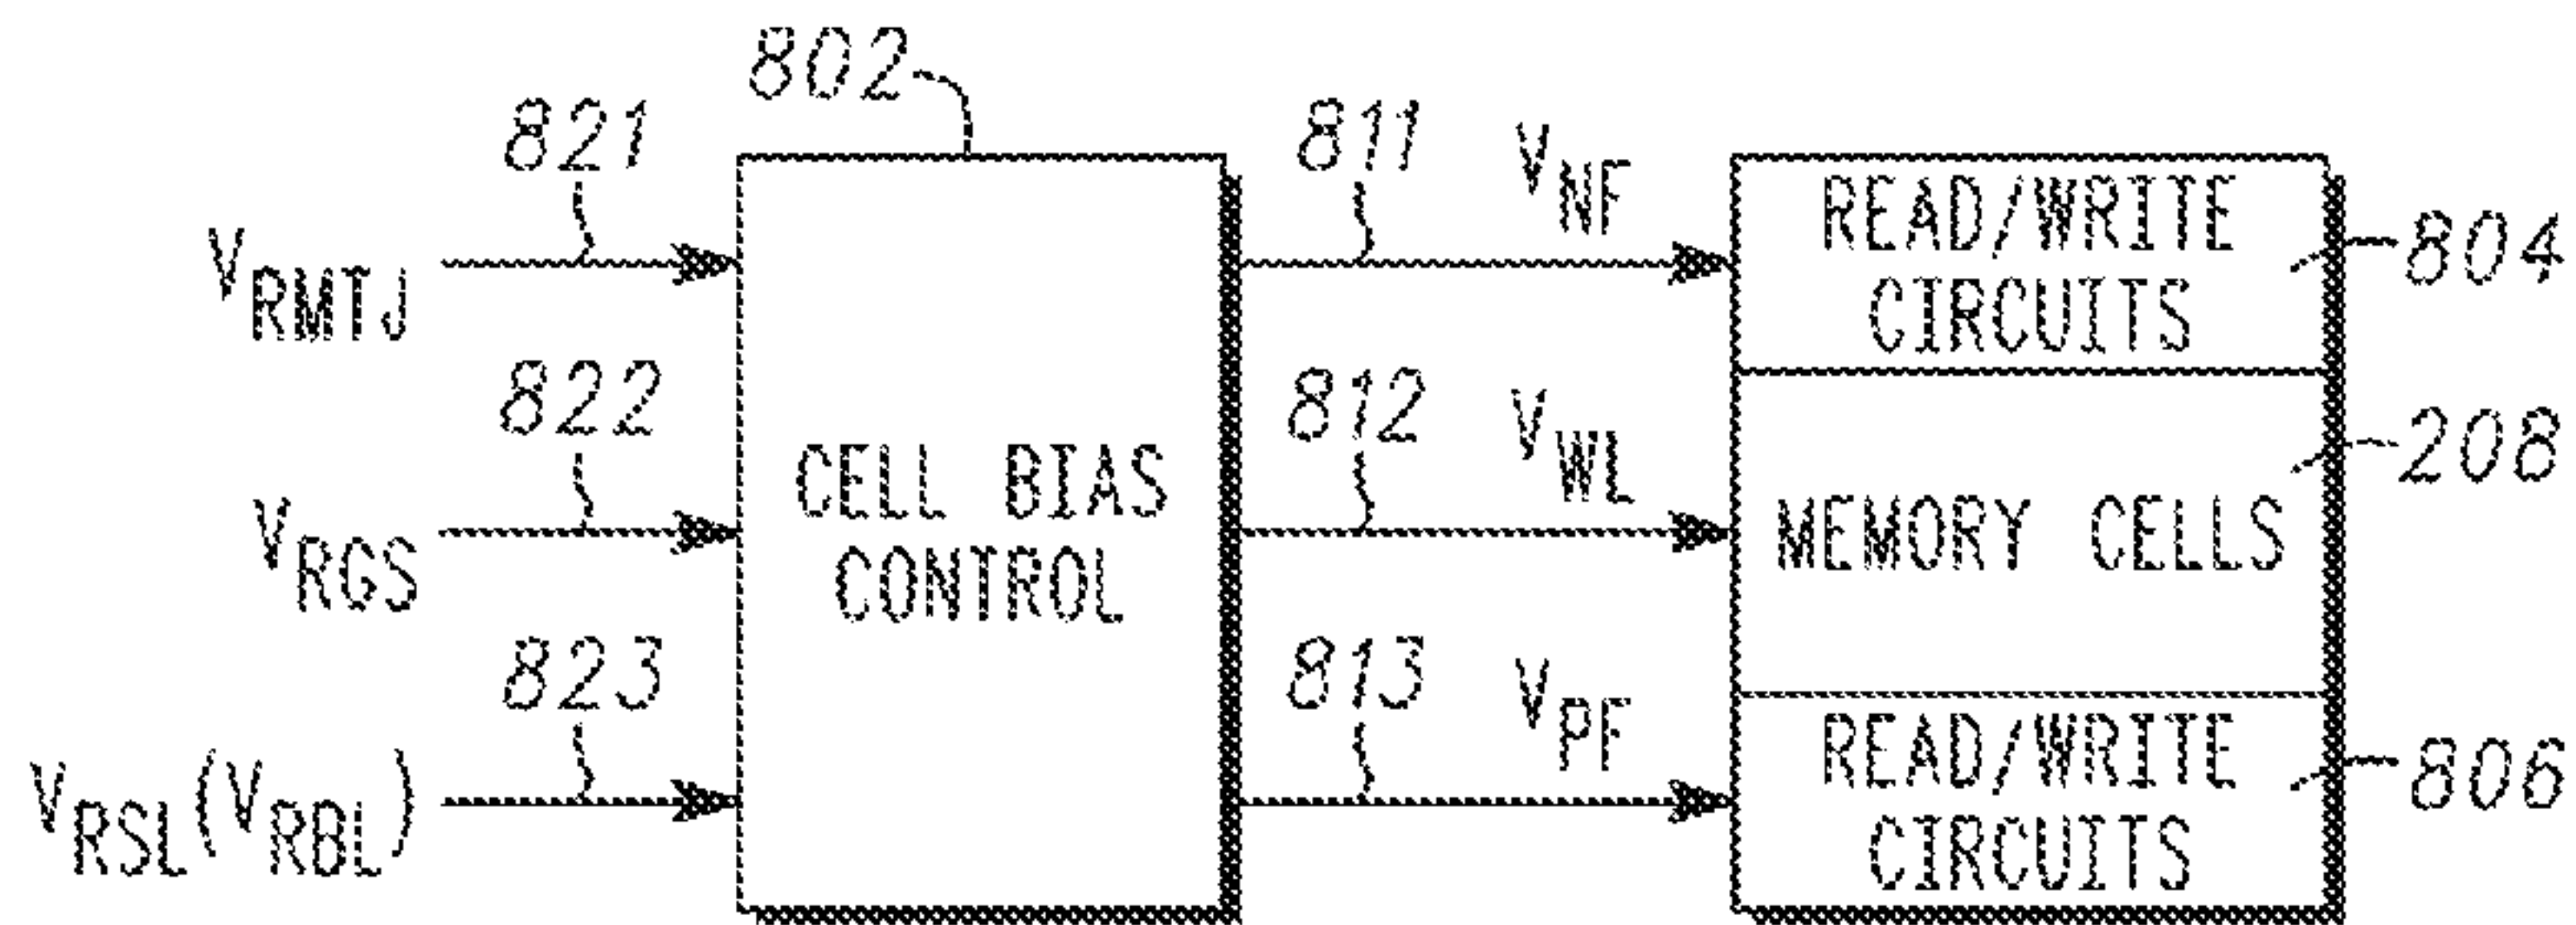 802
821
811
V_NF
READ/WRITE
CIRCUITS
804
V_RMTJ
822
812
V_WL
208
CELL BIAS
CONTROL
MEMORY CELLS
V_RGS
823
813
V_PF
READ/WRITE
CIRCUITS
806
V_RSL(V_RBL)